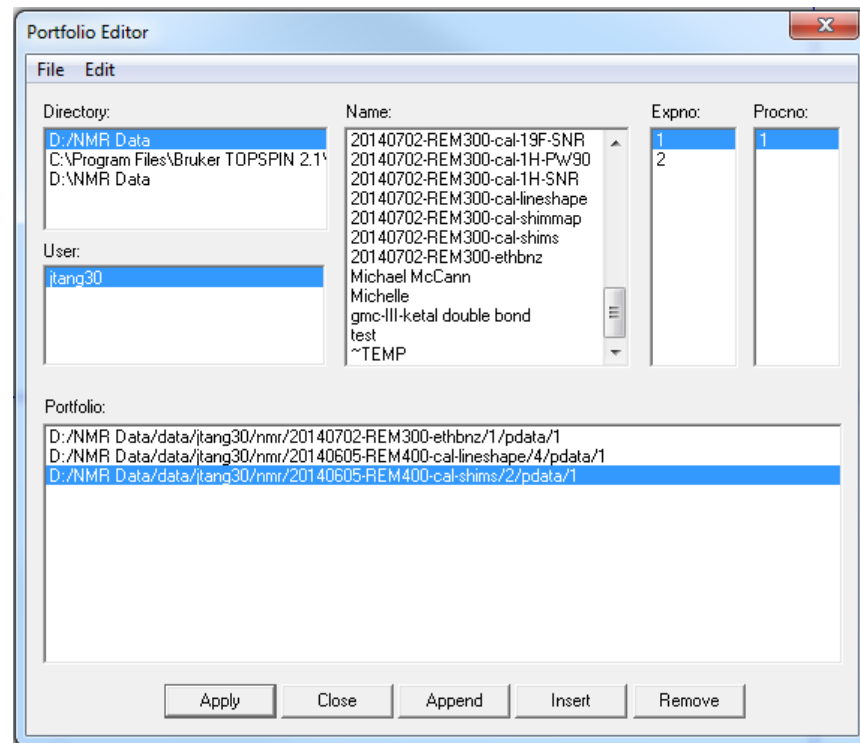 Portfolio Editor
File Edit
Directory: Name: Expno: Procno:
D:/NMR Data
C:\Program Files\Bruker TOPSPIN 2.1\
D:\NMR Data
User:
jtang30
20140702-REM300-cal-19F-SNR
20140702-REM300-cal-1H-PW90
20140702-REM300-cal-1H-SNR
20140702-REM300-cal-lineshape
20140702-REM300-cal-shimmap
20140702-REM300-cal-shims
20140702-REM300-ethbnz
Michael McCann
Michelle
gmc-III-ketal double bond
test
~TEMP
1
2
1
Portfolio:
D:/NMR Data/data/jtang30/nmr/20140702-REM300-ethbnz/1/pdata/1
D:/NMR Data/data/jtang30/nmr/20140605-REM400-cal-lineshape/4/pdata/1
D:/NMR Data/data/jtang30/nmr/20140605-REM400-cal-shims/2/pdata/1
Apply Close Append Insert Remove